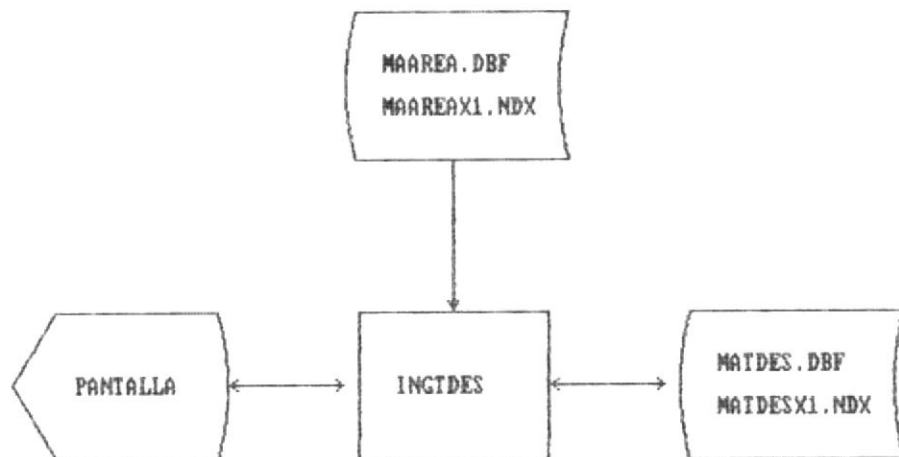 MAAREA.DBF
MAAREAX1.NDX
PANTALLA
INGTDES
MATDES.DBF
MATDESX1.NDX